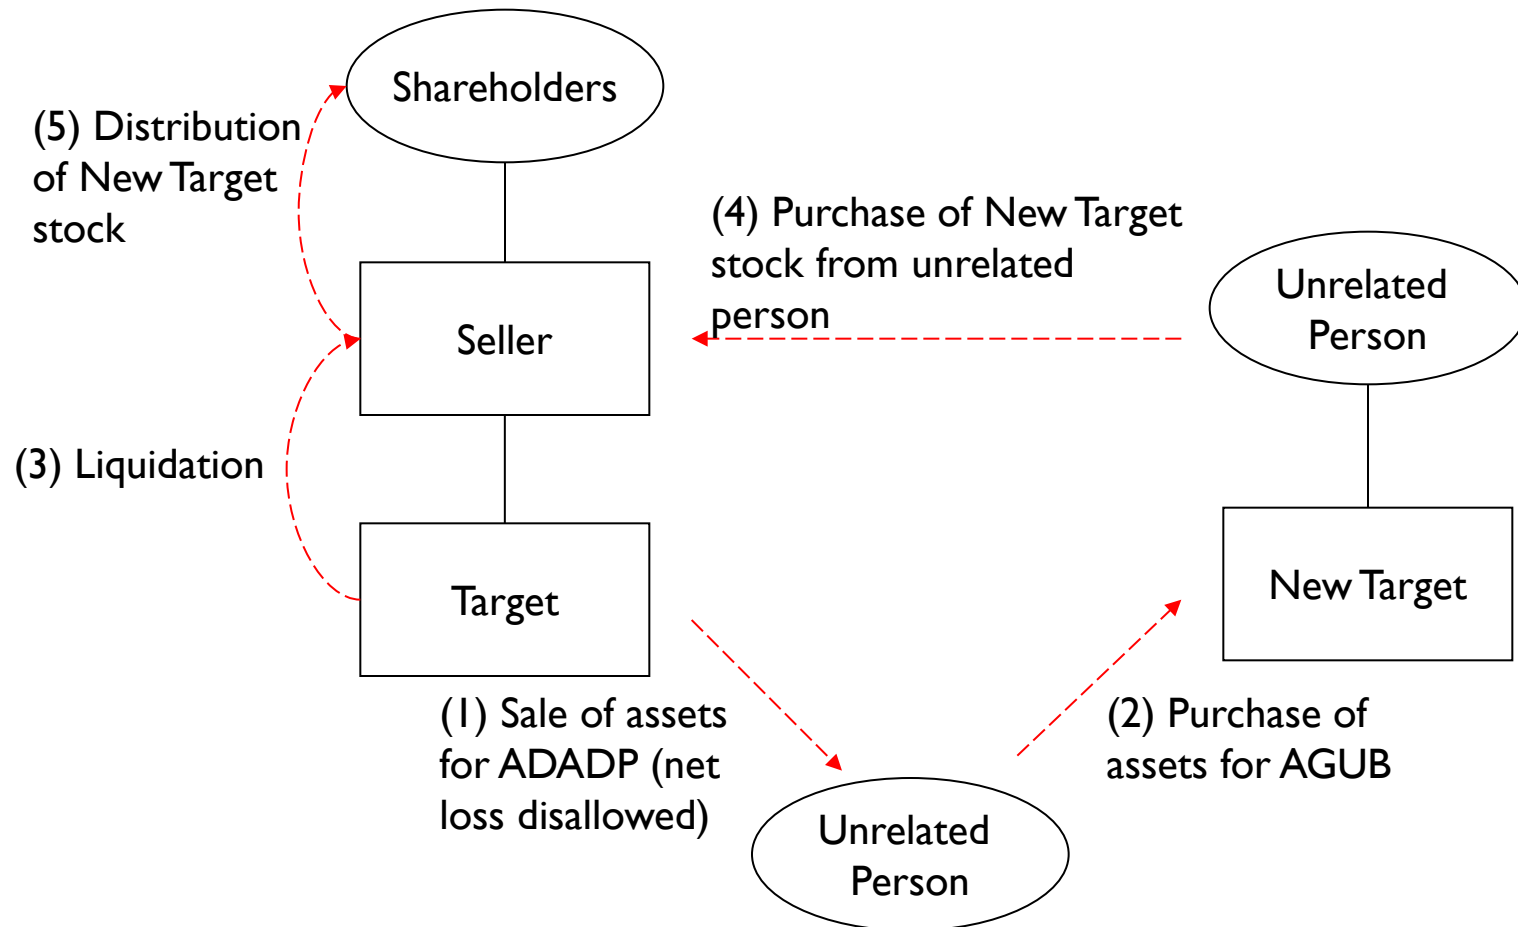 Shareholders
(5) Distribution
of New Target
stock
(4) Purchase of New Target
stock from unrelated
person
Unrelated
Person
Seller
(3) Liquidation
Target
New Target
(1) Sale of assets
for ADADP (net
loss disallowed)
(2) Purchase of
assets for AGUB
Unrelated
Person